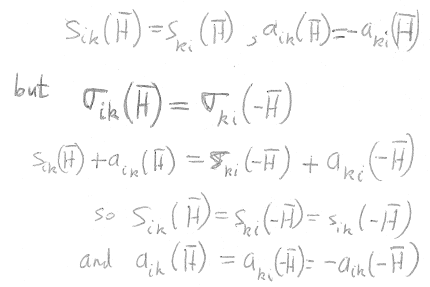 S_{ik}(H̄) = S_{ki}(H̄) , a_{ik}(H̄) = -a_{ki}(H̄)
but σ_{ik}(H̄) = σ_{ki}(-H̄)
S_{ik}(H̄) + a_{ik}(H̄) = S_{ki}(-H̄) + a_{ki}(-H̄)
so S_{ik}(H̄) = S_{ki}(-H̄) = S_{ik}(-H̄)
and a_{ik}(H̄) = a_{ki}(-H̄) = -a_{ik}(-H̄)